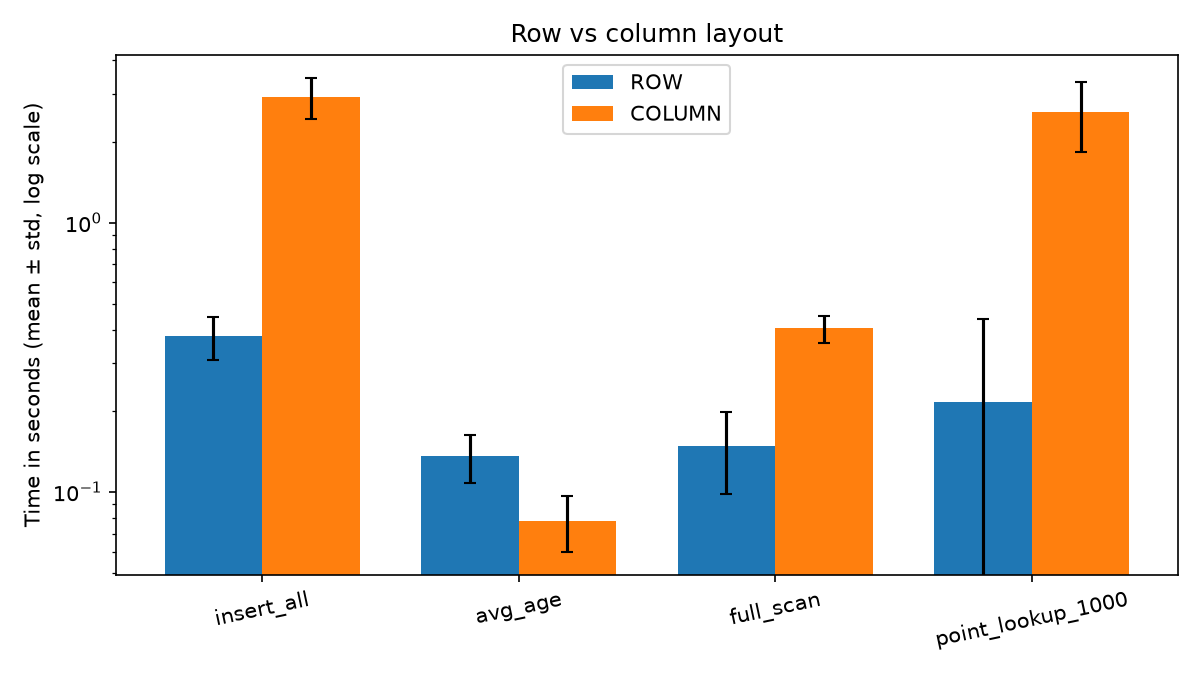 Row vs column layout
ROW
COLUMN
Time in seconds (mean ± std, log scale)
10⁰
10⁻¹
insert_all
avg_age
full_scan
point_lookup_1000